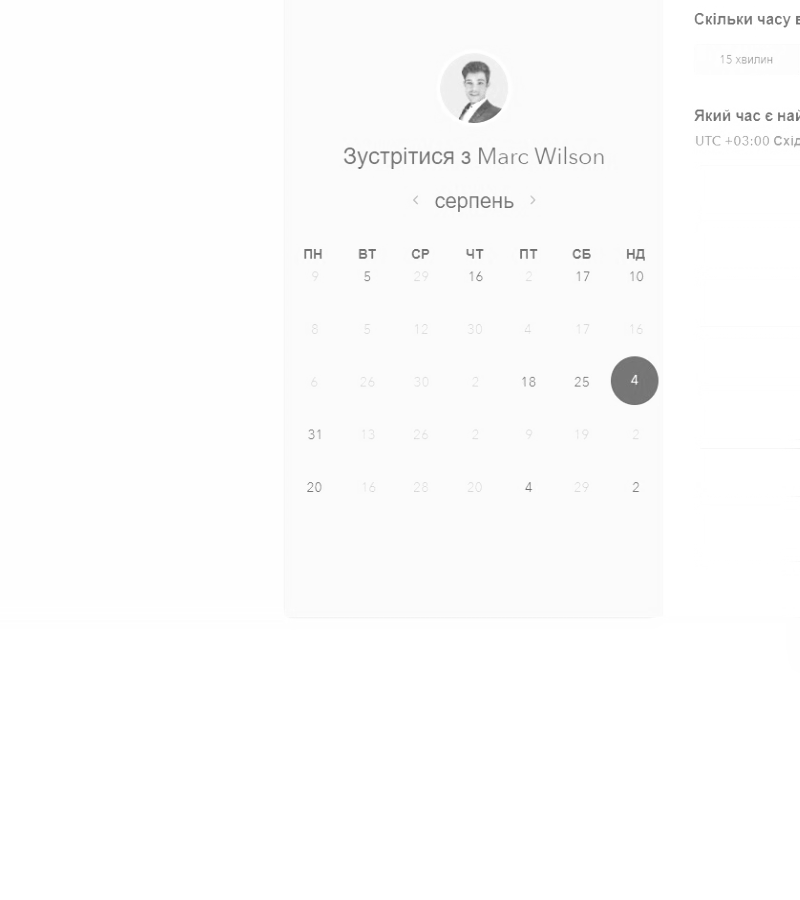 Скільки часу в
15 хвилин
Який час є най
UTC +03:00 Схід
Зустрітися з Marc Wilson
серпень
ПН ВТ СР ЧТ ПТ СБ НД
9 5 29 16 2 17 10
8 5 12 30 4 17 16
6 26 30 2 18 25 4
31 13 26 2 9 19 2
20 16 28 20 4 29 2